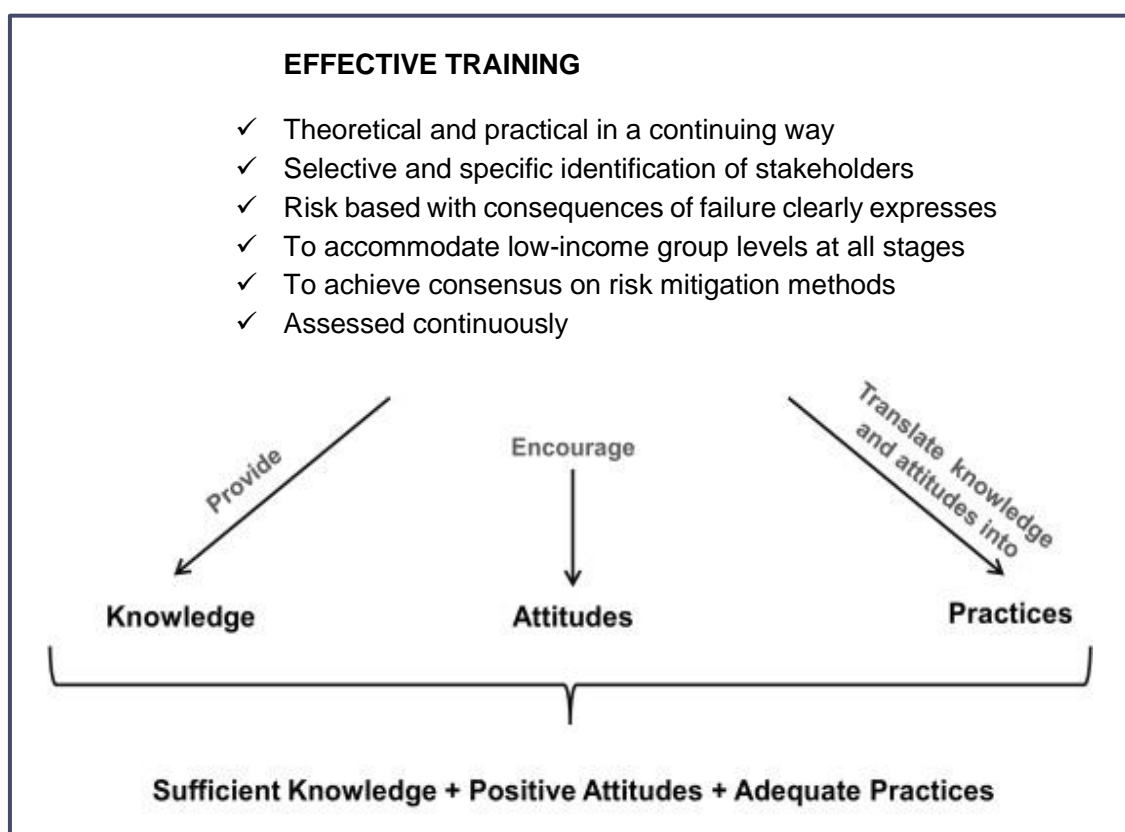 EFFECTIVE TRAINING
✓ Theoretical and practical in a continuing way
✓ Selective and specific identification of stakeholders
✓ Risk based with consequences of failure clearly expresses
✓ To accommodate low-income group levels at all stages
✓ To achieve consensus on risk mitigation methods
✓ Assessed continuously
Provide
Encourage
Translate knowledge
and attitudes into
Knowledge
Attitudes
Practices
Sufficient Knowledge + Positive Attitudes + Adequate Practices